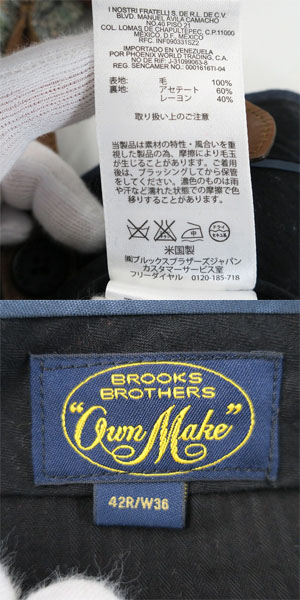 I NOSTRI FRATELLI S. DE R.L. DE C.V.
BLVD. MANUEL AVILA CAMACHO
NO.40 PISO 21
COL. LOMAS DE CHAPULTEPEC, C.P.11000
MEXICO, D.F. MEXICO
RFC. INF090331SZ2
IMPORTADO EN VENEZUELA
POR PHOENIX WORLD TRADING, C.A.
NO DE RIF: J-31099063-8
REG. SENCAMER NO.: 0001616TI-04
表地: 毛 100%
裏地: アセテート 60%
レーヨン 40%
取り扱い上のご注意
当製品は素材の特性・風合いを重
視した製品の為、摩擦により毛玉
が生じることがあります。ご着用
後は、ブラッシングしてから保管
をしてください。濃色のものは雨
や汗など濡れた状態での摩擦で色
移りすることがあります。
米国製
㈱ブルックスブラザーズジャパン
カスタマーサービス室
フリーダイヤル 0120-185-718
BROOKS
BROTHERS
"Own Make"
42R/W36